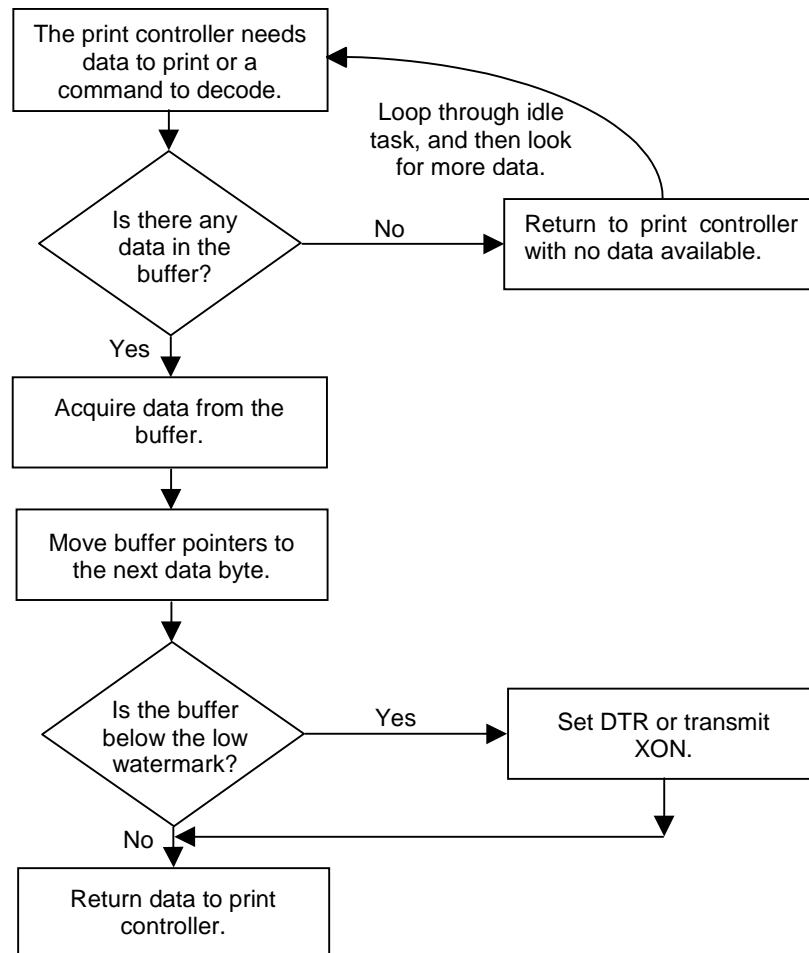 The print controller needs
data to print or a
command to decode.
Loop through idle
task, and then look
for more data.
Is there any
data in the
buffer?
No
Return to print controller
with no data available.
Yes
Acquire data from the
buffer.
Move buffer pointers to
the next data byte.
Is the buffer
below the low
watermark?
Yes
Set DTR or transmit
XON.
No
Return data to print
controller.